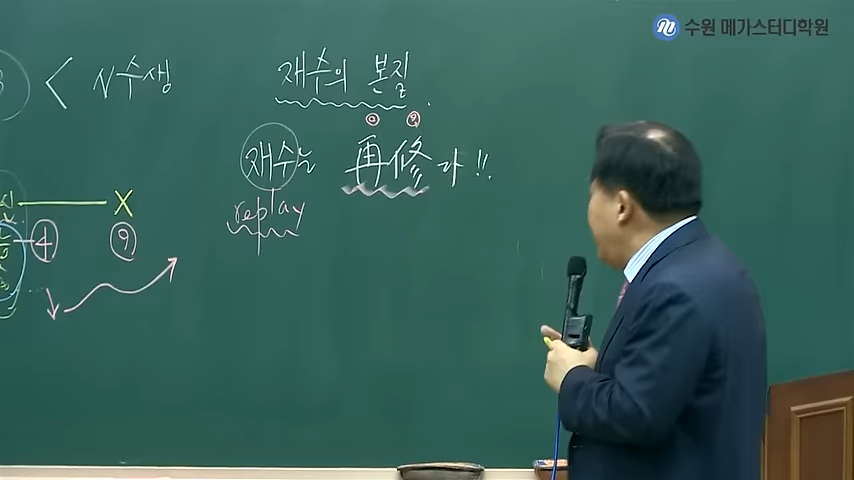 수원 메가스터디학원
< N수생
재수의 본질.
재수는 再修다!!
replay
X
④ ⑨